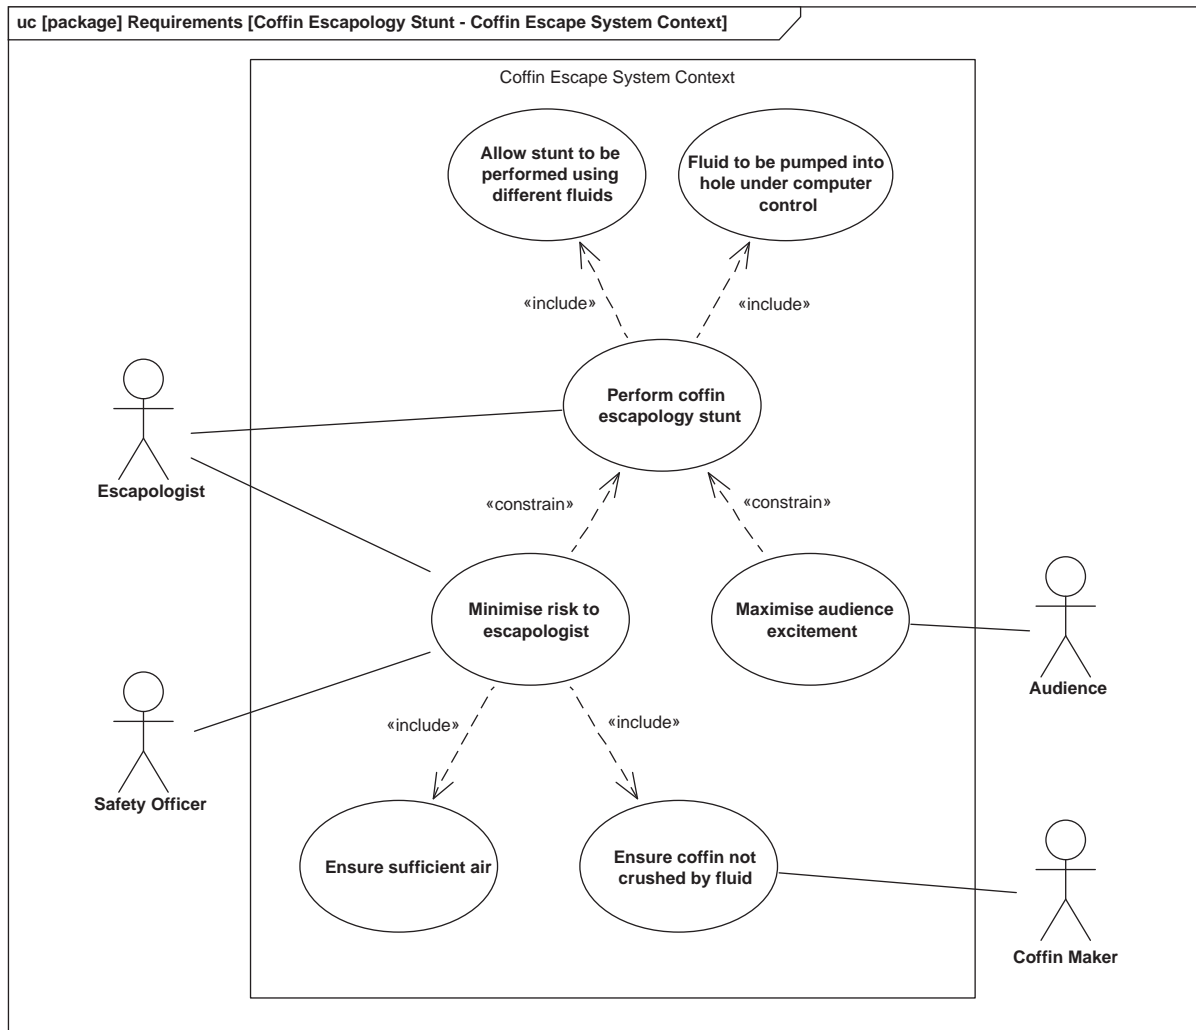 uc [package] Requirements [Coffin Escapology Stunt - Coffin Escape System Context]
Coffin Escape System Context
Allow stunt to be
performed using
different fluids
Fluid to be pumped into
hole under computer
control
«include»
«include»
Perform coffin
escapology stunt
Escapologist
«constrain»
«constrain»
Minimise risk to
escapologist
Maximise audience
excitement
Audience
«include»
«include»
Safety Officer
Ensure sufficient air
Ensure coffin not
crushed by fluid
Coffin Maker